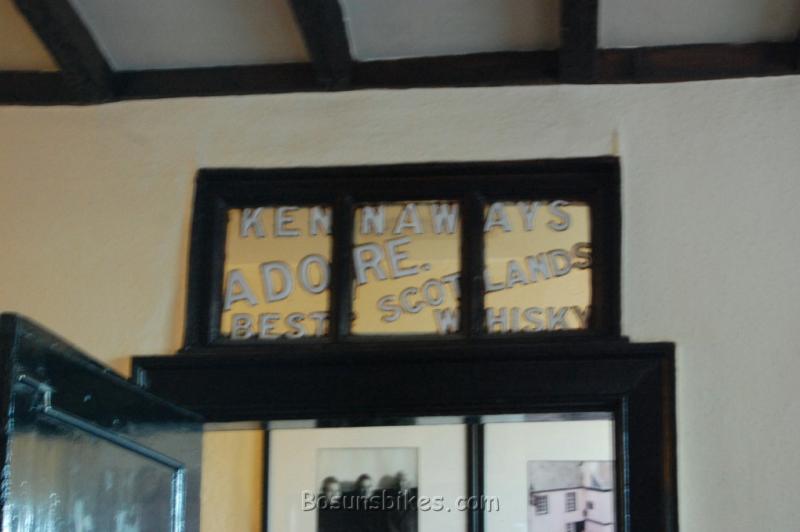 KENNAWAYS
ADORE.
SCOTLANDS
BEST WHISKY
Bosunsbikes.com